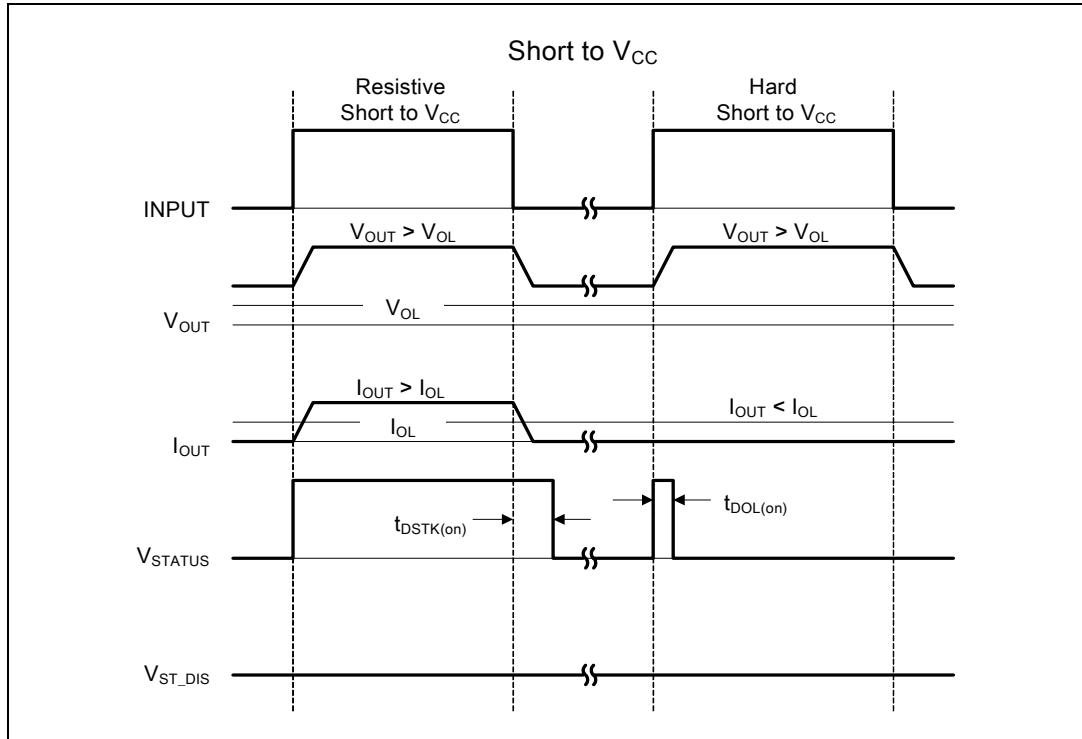 Short to VCC
Resistive
Short to VCC
Hard
Short to VCC
INPUT
VOUT > VOL
VOUT > VOL
VOL
VOUT
IOUT > IOL
IOUT < IOL
IOL
IOUT
tDSTK(on)
tDOL(on)
VSTATUS
VST_DIS